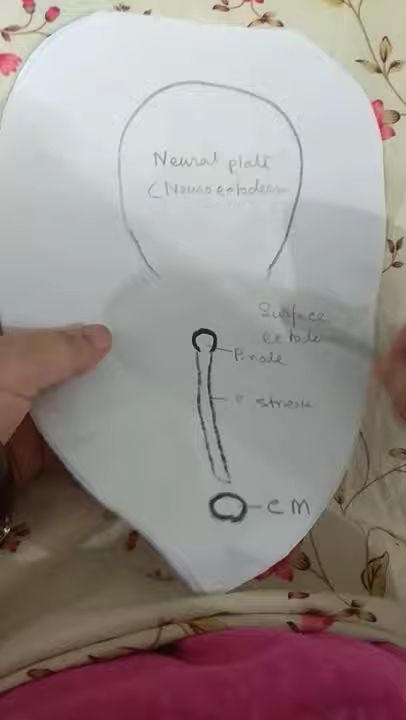 Neural plate
(Neuroectoderm
Surface
ectode
P. node
P streak
CM